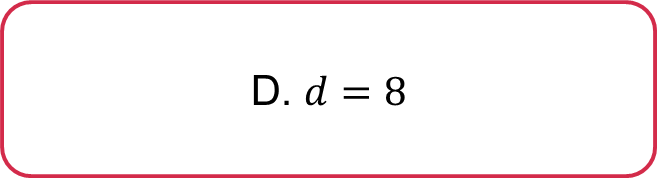 D. d = 8